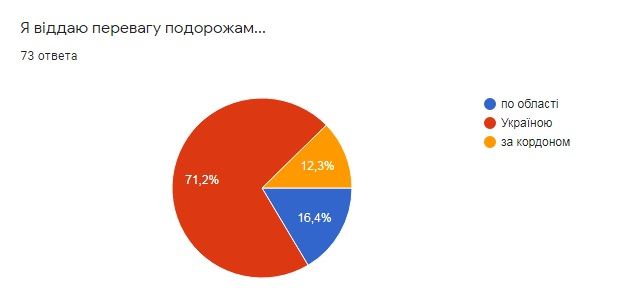 Я віддаю перевагу подорожам...
73 ответа
по області
Україною
за кордоном
12,3%
71,2%
16,4%